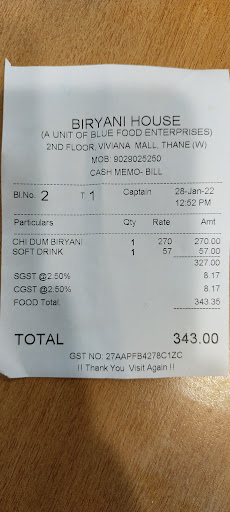 BIRYANI HOUSE
(A UNIT OF BLUE FOOD ENTERPRISES)
2ND FLOOR, VIVIANA MALL, THANE (W)
MOB: 9029025250
CASH MEMO- BILL
Bl.No. 2 T 1 Captain 28-Jan-22
12:52 PM
Particulars Qty Rate Amt
CHI DUM BIRYANI 1 270 270.00
SOFT DRINK 1 57 57.00
327.00
SGST @2.50% 8.17
CGST @2.50% 8.17
FOOD Total. 343.35
TOTAL 343.00
GST NO: 27AAPFB4278C1ZC
!! Thank You Visit Again !!